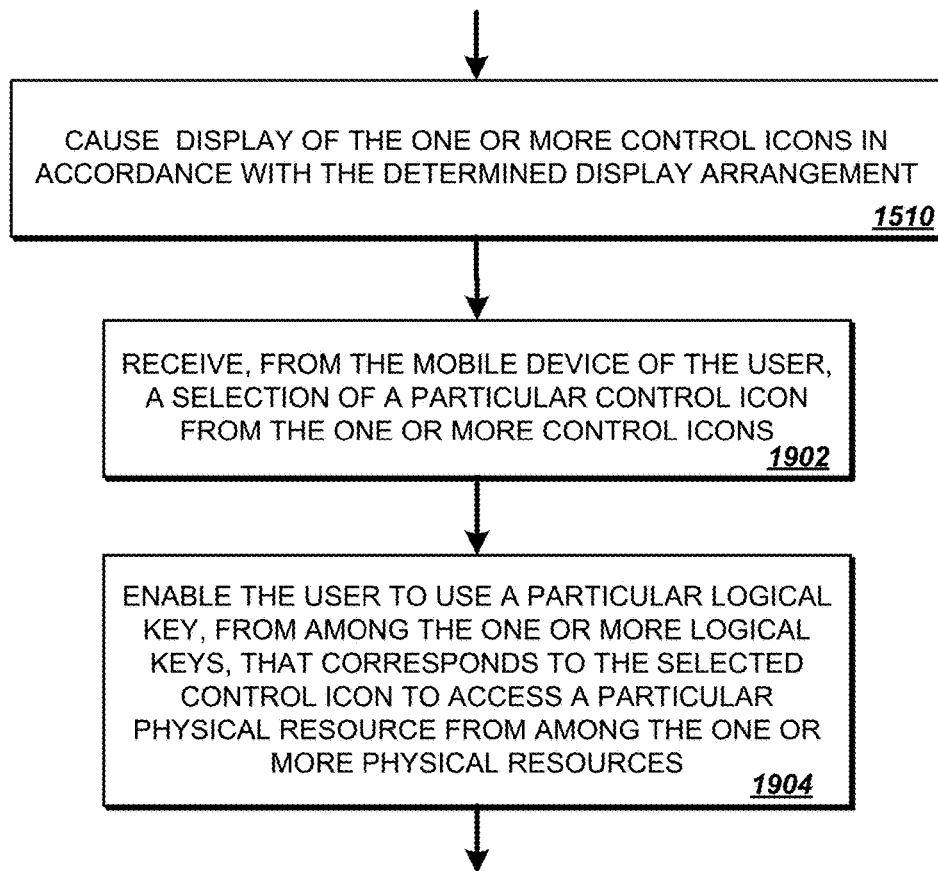 CAUSE DISPLAY OF THE ONE OR MORE CONTROL ICONS IN
ACCORDANCE WITH THE DETERMINED DISPLAY ARRANGEMENT
1510
RECEIVE, FROM THE MOBILE DEVICE OF THE USER,
A SELECTION OF A PARTICULAR CONTROL ICON
FROM THE ONE OR MORE CONTROL ICONS
1902
ENABLE THE USER TO USE A PARTICULAR LOGICAL
KEY, FROM AMONG THE ONE OR MORE LOGICAL
KEYS, THAT CORRESPONDS TO THE SELECTED
CONTROL ICON TO ACCESS A PARTICULAR
PHYSICAL RESOURCE FROM AMONG THE ONE OR
MORE PHYSICAL RESOURCES
1904